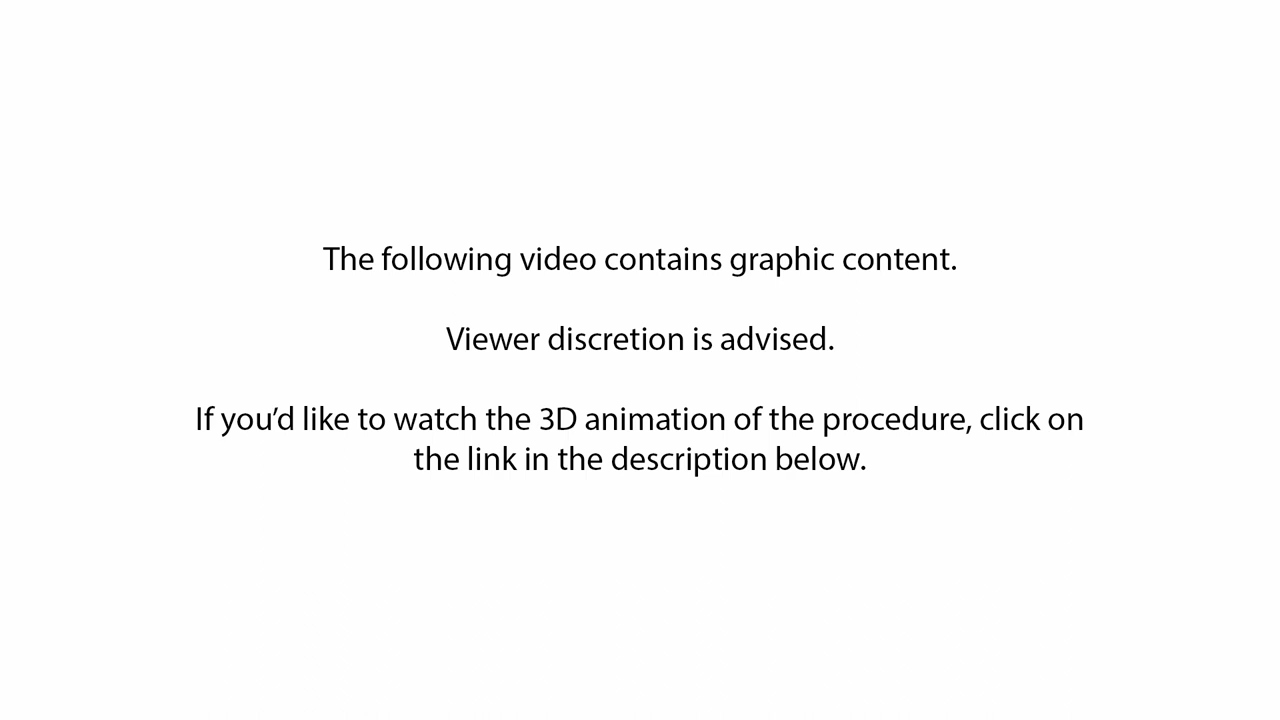 The following video contains graphic content.
Viewer discretion is advised.
If you’d like to watch the 3D animation of the procedure, click on
the link in the description below.